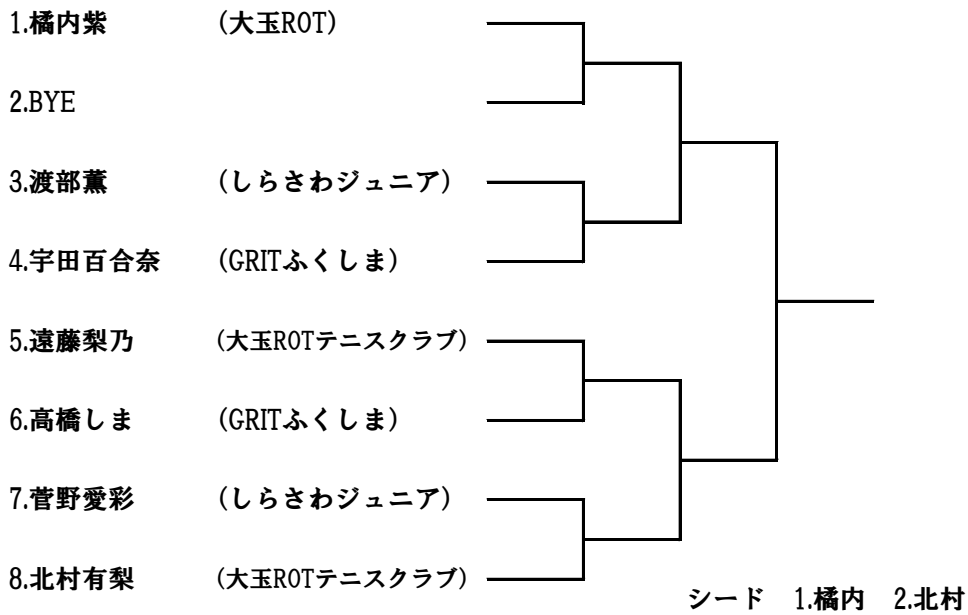 1.橘内紫 (大玉ROT)
2.BYE
3.渡部薫 (しらさわジュニア)
4.宇田百合奈 (GRITふくしま)
5.遠藤梨乃 (大玉ROTテニスクラブ)
6.高橋しま (GRITふくしま)
7.菅野愛彩 (しらさわジュニア)
8.北村有梨 (大玉ROTテニスクラブ)
シード 1.橘内 2.北村